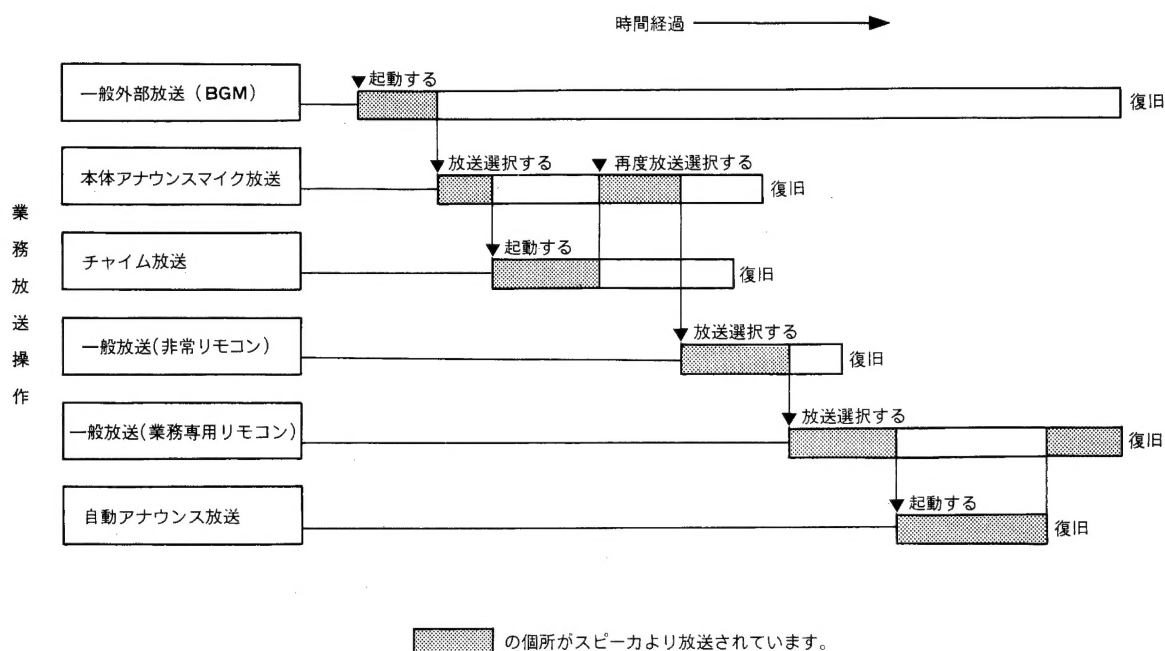 時間経過
起動する
一般外部放送（BGM）
復旧
放送選択する
再度放送選択する
本体アナウンスマイク放送
復旧
業務放送操作
起動する
チャイム放送
復旧
放送選択する
一般放送（非常リモコン）
復旧
放送選択する
一般放送（業務専用リモコン）
復旧
起動する
自動アナウンス放送
復旧
の個所がスピーカより放送されています。